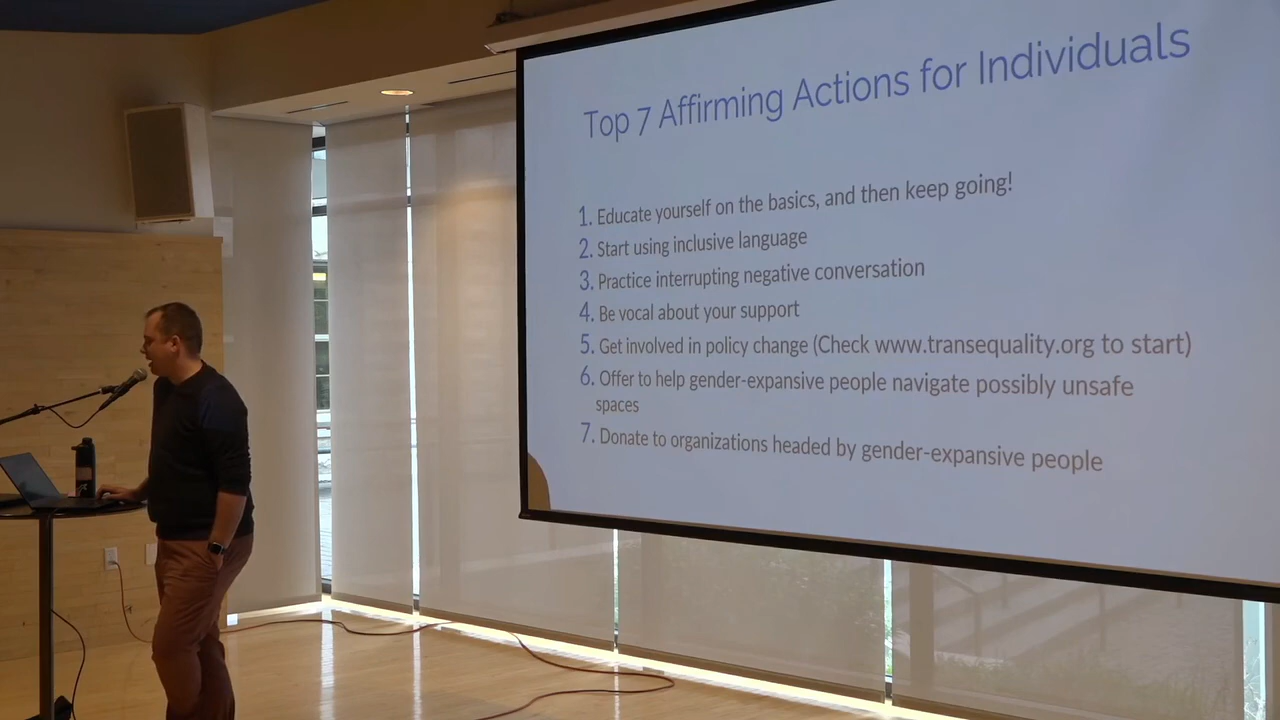 Top 7 Affirming Actions for Individuals
1. Educate yourself on the basics, and then keep going!
2. Start using inclusive language
3. Practice interrupting negative conversation
4. Be vocal about your support
5. Get involved in policy change (Check www.transequality.org to start)
6. Offer to help gender-expansive people navigate possibly unsafe
spaces
7. Donate to organizations headed by gender-expansive people